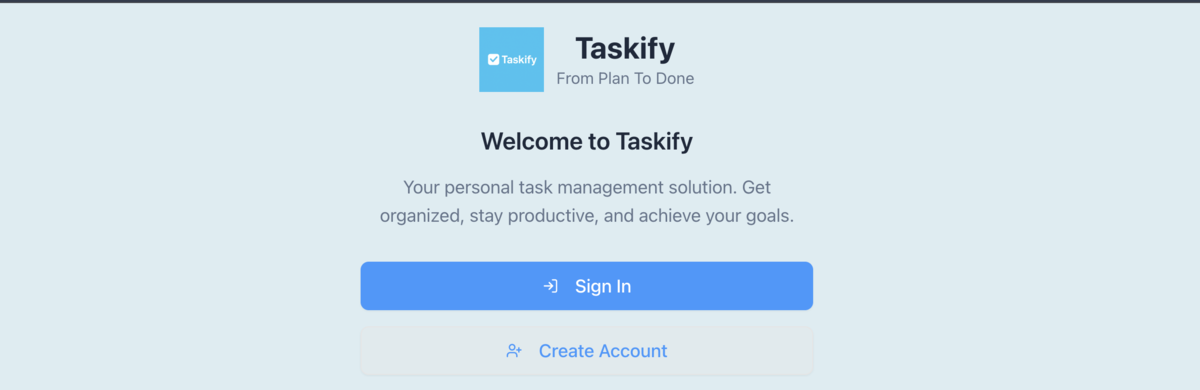 Taskify
Taskify
From Plan To Done
Welcome to Taskify
Your personal task management solution. Get
organized, stay productive, and achieve your goals.
Sign In
Create Account